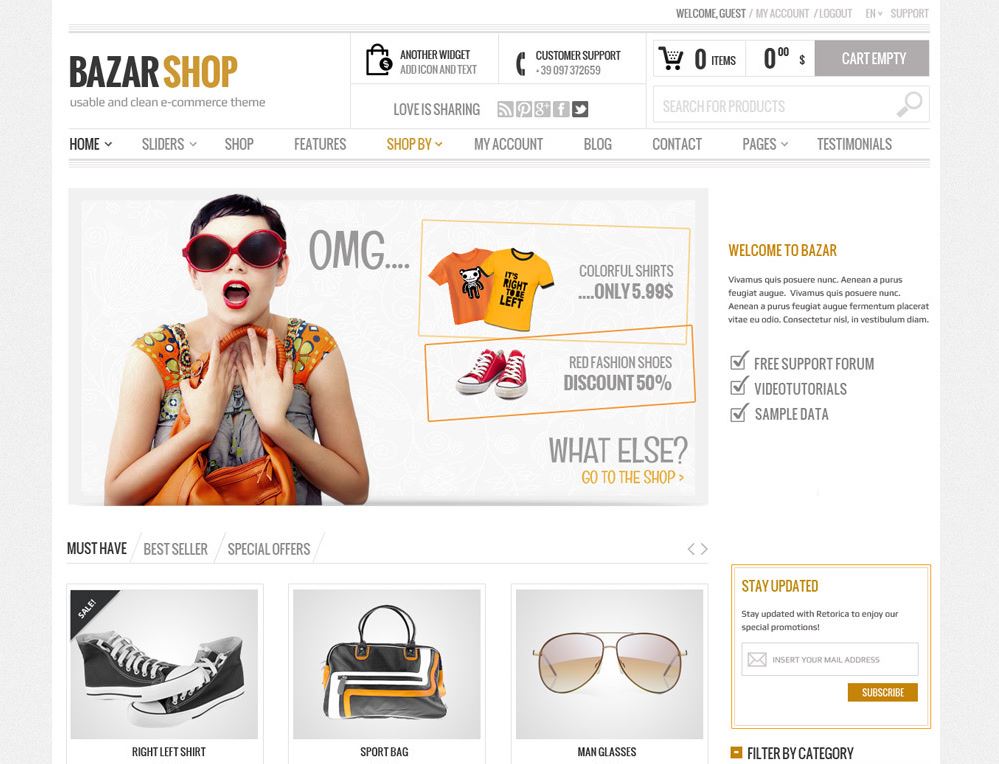 WELCOME, GUEST / MY ACCOUNT / LOGOUT EN SUPPORT
BAZAR SHOP
usable and clean e-commerce theme
ANOTHER WIDGET
ADD ICON AND TEXT
CUSTOMER SUPPORT
+39 097 372659
0 ITEMS
0 00 $
CART EMPTY
LOVE IS SHARING
SEARCH FOR PRODUCTS
HOME SLIDERS SHOP FEATURES SHOP BY MY ACCOUNT BLOG CONTACT PAGES TESTIMONIALS
OMG....
IT'S
RIGHT
TO BE
LEFT
COLORFUL SHIRTS
....ONLY 5.99$
RED FASHION SHOES
DISCOUNT 50%
WHAT ELSE?
GO TO THE SHOP >
WELCOME TO BAZAR
Vivamus quis posuere nunc. Aenean a purus
feugiat augue. Vivamus quis posuere nunc.
Aenean a purus feugiat augue fermentum placerat
vitae eu odio. Consectetur nisl, in vestibulum diam.
FREE SUPPORT FORUM
VIDEOTUTORIALS
SAMPLE DATA
MUST HAVE BEST SELLER SPECIAL OFFERS
SALE!
RIGHT LEFT SHIRT
SPORT BAG
MAN GLASSES
STAY UPDATED
Stay updated with Retorica to enjoy our
special promotions!
INSERT YOUR MAIL ADDRESS
SUBSCRIBE
FILTER BY CATEGORY